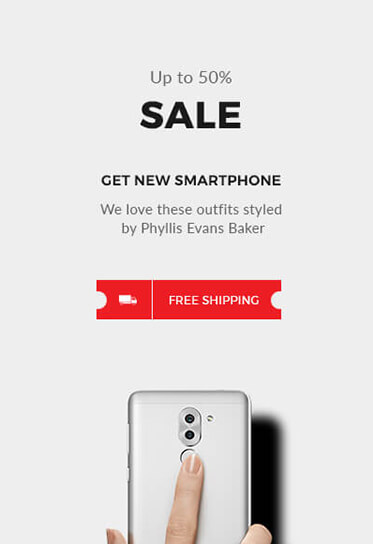 Up to 50%
SALE
GET NEW SMARTPHONE
We love these outfits styled
by Phyllis Evans Baker
FREE SHIPPING